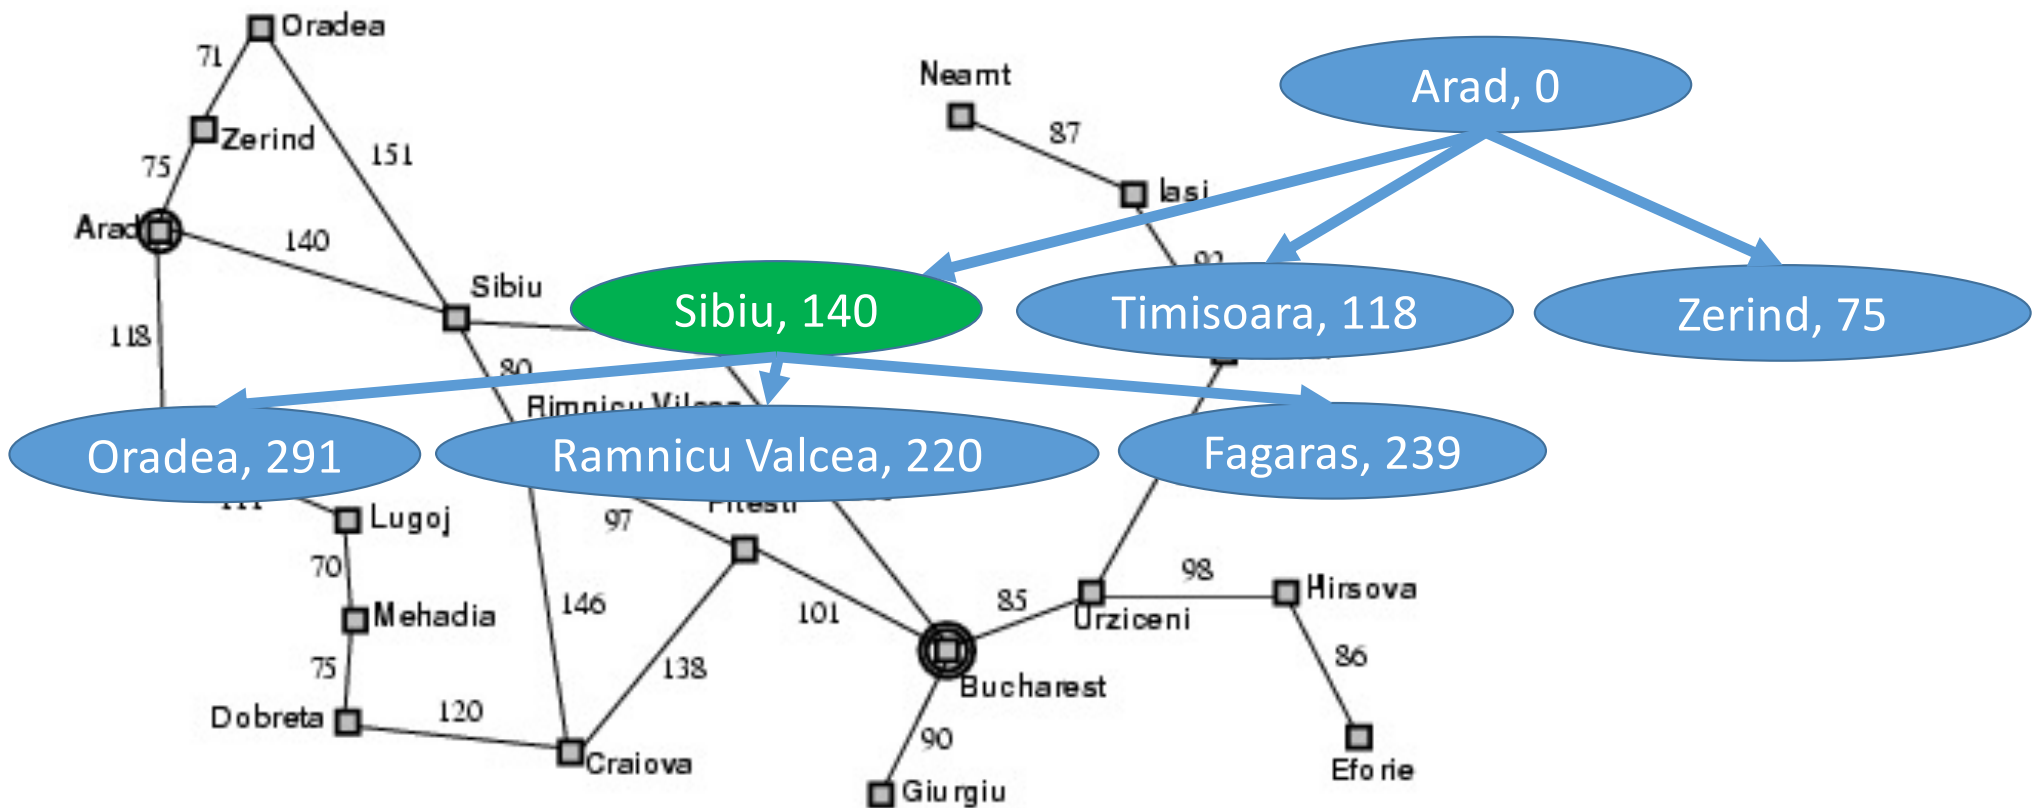 Oradea
71
Neamt
Arad, 0
87
Zerind
151
75
Iasi
Arad
140
Sibiu
Sibiu, 140
Timisoara, 118
Zerind, 75
118
80
Oradea, 291
Ramnicu Valcea, 220
Fagaras, 239
Lugoj
97
70
98
Hirsova
146
101
85
Urziceni
Mehadia
75
138
86
Bucharest
Dobreta
120
90
Craiova
Eforie
Giurgiu